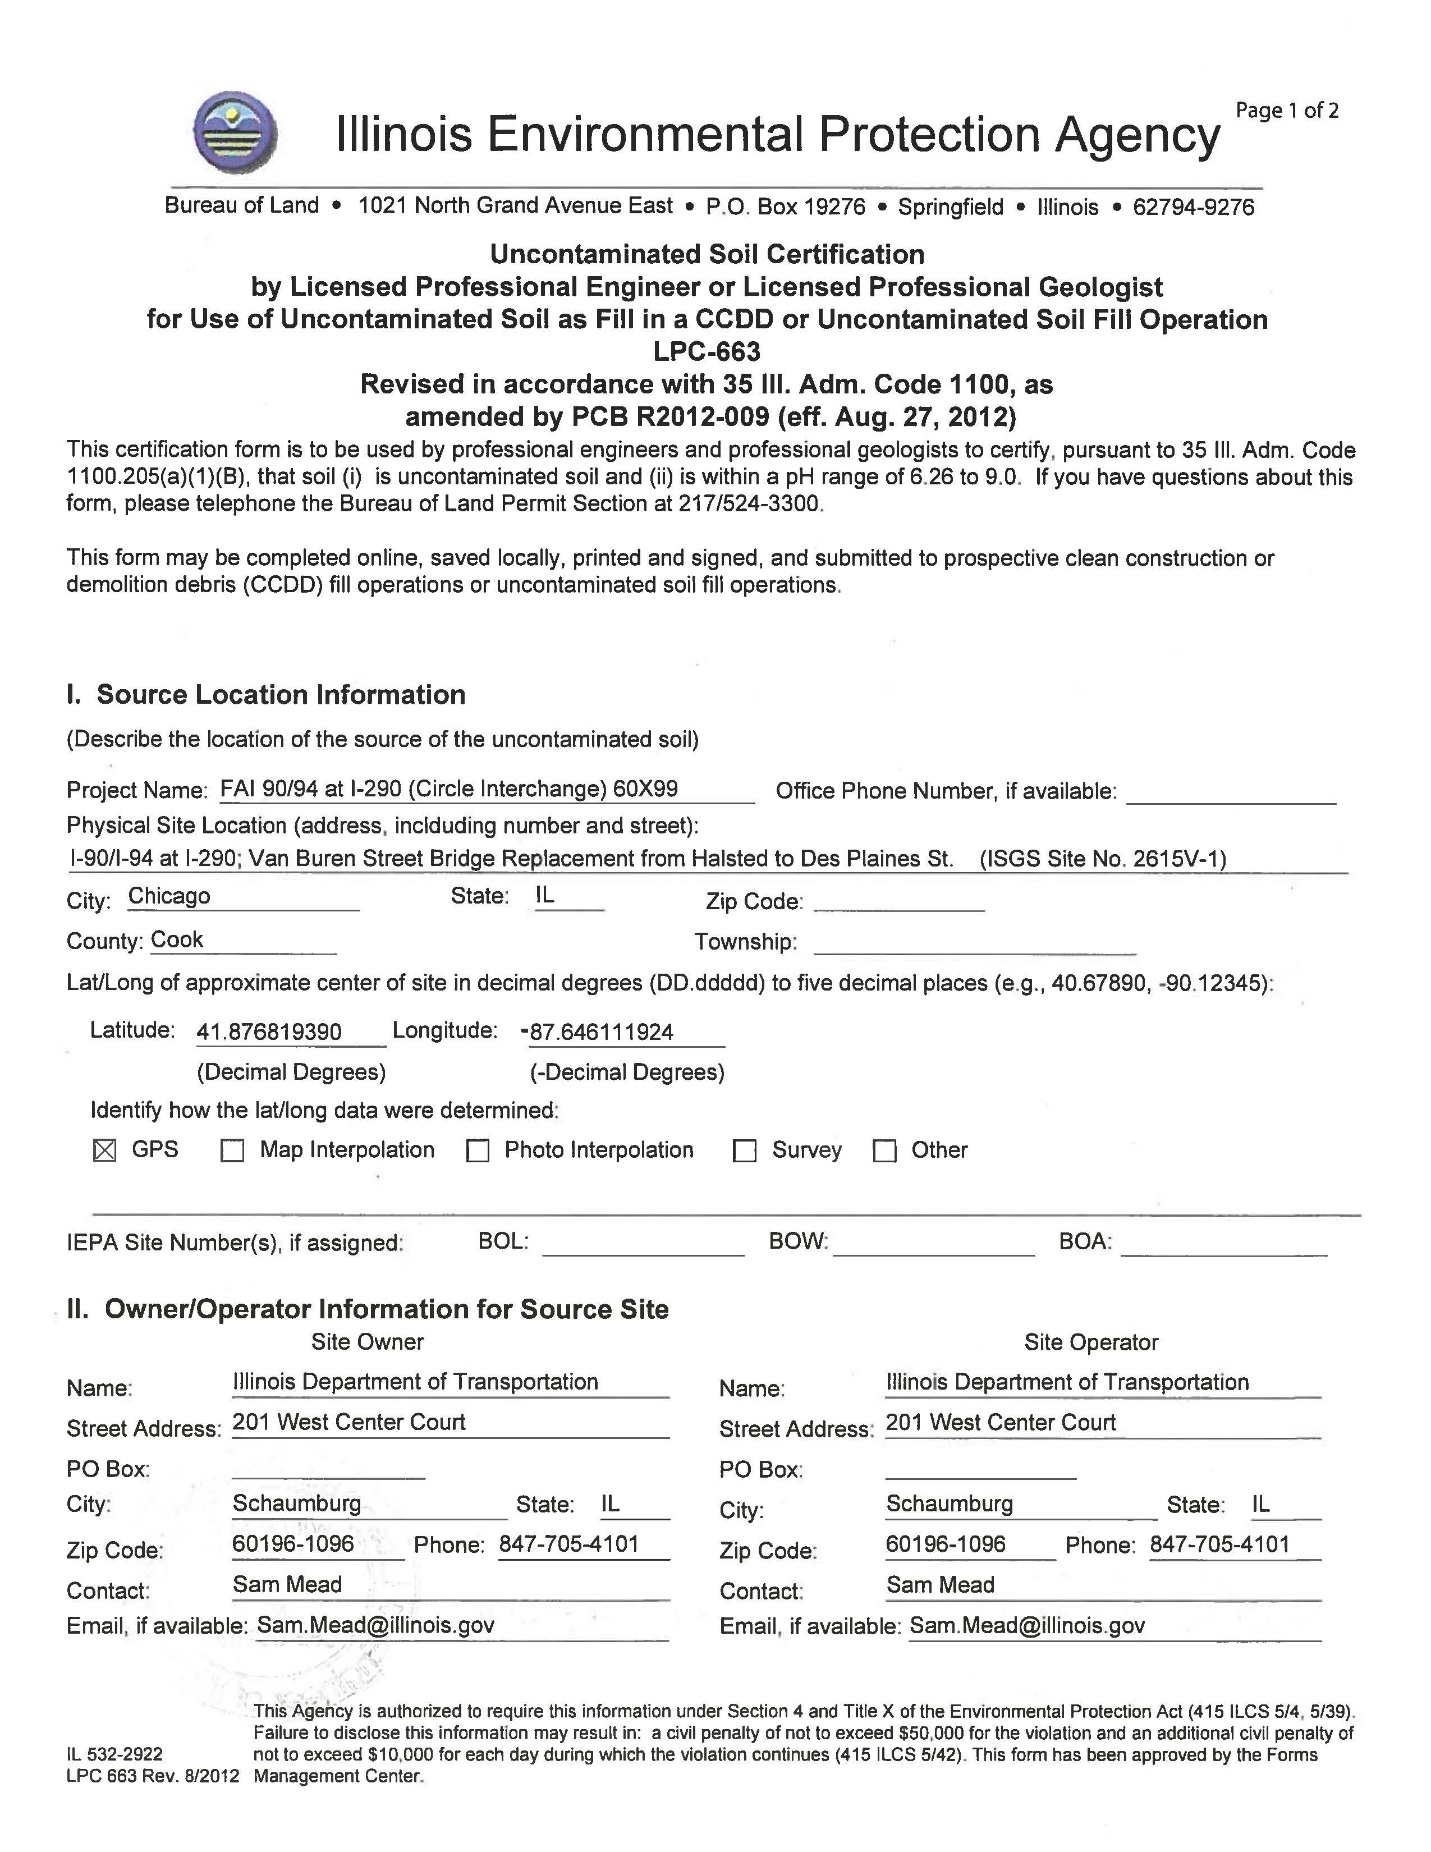 Page 1 of 2
Illinois Environmental Protection Agency
Bureau of Land • 1021 North Grand Avenue East • P.O. Box 19276 • Springfield • Illinois • 62794-9276
Uncontaminated Soil Certification
by Licensed Professional Engineer or Licensed Professional Geologist
for Use of Uncontaminated Soil as Fill in a CCDD or Uncontaminated Soil Fill Operation
LPC-663
Revised in accordance with 35 Ill. Adm. Code 1100, as
amended by PCB R2012-009 (eff. Aug. 27, 2012)
This certification form is to be used by professional engineers and professional geologists to certify, pursuant to 35 Ill. Adm. Code
1100.205(a)(1)(B), that soil (i) is uncontaminated soil and (ii) is within a pH range of 6.26 to 9.0. If you have questions about this
form, please telephone the Bureau of Land Permit Section at 217/524-3300.
This form may be completed online, saved locally, printed and signed, and submitted to prospective clean construction or
demolition debris (CCDD) fill operations or uncontaminated soil fill operations.
I. Source Location Information
(Describe the location of the source of the uncontaminated soil)
Project Name: FAI 90/94 at I-290 (Circle Interchange) 60X99 Office Phone Number, if available:
Physical Site Location (address, inclduding number and street):
I-90/I-94 at I-290; Van Buren Street Bridge Replacement from Halsted to Des Plaines St. (ISGS Site No. 2615V-1)
City: Chicago State: IL Zip Code:
County: Cook Township:
Lat/Long of approximate center of site in decimal degrees (DD.ddddd) to five decimal places (e.g., 40.67890, -90.12345):
Latitude: 41.876819390 Longitude: -87.646111924
(Decimal Degrees) (-Decimal Degrees)
Identify how the lat/long data were determined:
GPS Map Interpolation Photo Interpolation Survey Other
IEPA Site Number(s), if assigned: BOL: BOW: BOA:
II. Owner/Operator Information for Source Site
Site Owner Site Operator
Name: Illinois Department of Transportation Name: Illinois Department of Transportation
Street Address: 201 West Center Court Street Address: 201 West Center Court
PO Box: PO Box:
City: Schaumburg State: IL City: Schaumburg State: IL
Zip Code: 60196-1096 Phone: 847-705-4101 Zip Code: 60196-1096 Phone: 847-705-4101
Contact: Sam Mead Contact: Sam Mead
Email, if available: Sam.Mead@illinois.gov Email, if available: Sam.Mead@illinois.gov
This Agency is authorized to require this information under Section 4 and Title X of the Environmental Protection Act (415 ILCS 5/4, 5/39).
Failure to disclose this information may result in: a civil penalty of not to exceed $50,000 for the violation and an additional civil penalty of
IL 532-2922 not to exceed $10,000 for each day during which the violation continues (415 ILCS 5/42). This form has been approved by the Forms
LPC 663 Rev. 8/2012 Management Center.